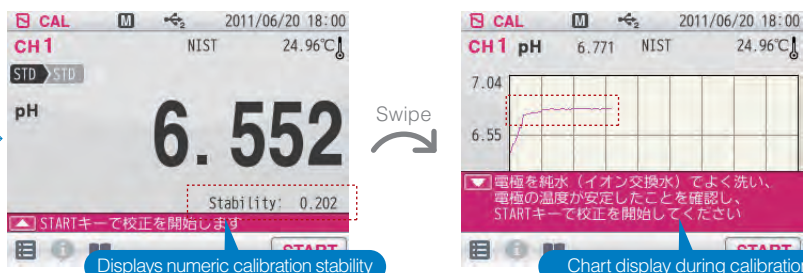 CAL M 2 2011/06/20 18:00
CH1 NIST 24.96℃
STD STD
pH 6.552
Stability: 0.202
STARTキーで校正を開始します
START
Displays numeric calibration stability
Swipe
CAL M 2 2011/06/20 18:00
CH1 pH 6.771 NIST 24.96℃
7.04
6.55
電極を純水(イオン交換水)でよく洗い、
電極の温度が安定したことを確認し、
STARTキーで校正を開始してください
START
Chart display during calibration